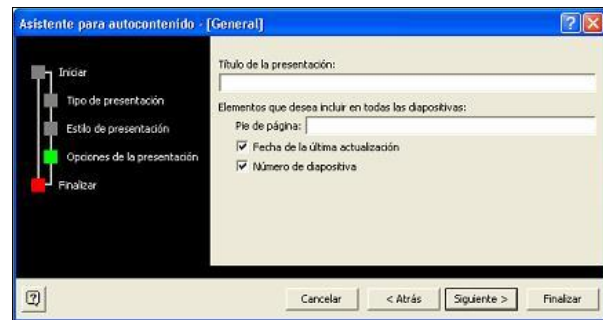 Asistente para autocontenido - [General]
Iniciar
Tipo de presentación
Estilo de presentación
Opciones de la presentación
Finalizar
Título de la presentación:
Elementos que desea incluir en todas las diapositivas:
Pie de página:
Fecha de la última actualización
Número de diapositiva
Cancelar
< Atrás
Siguiente >
Finalizar